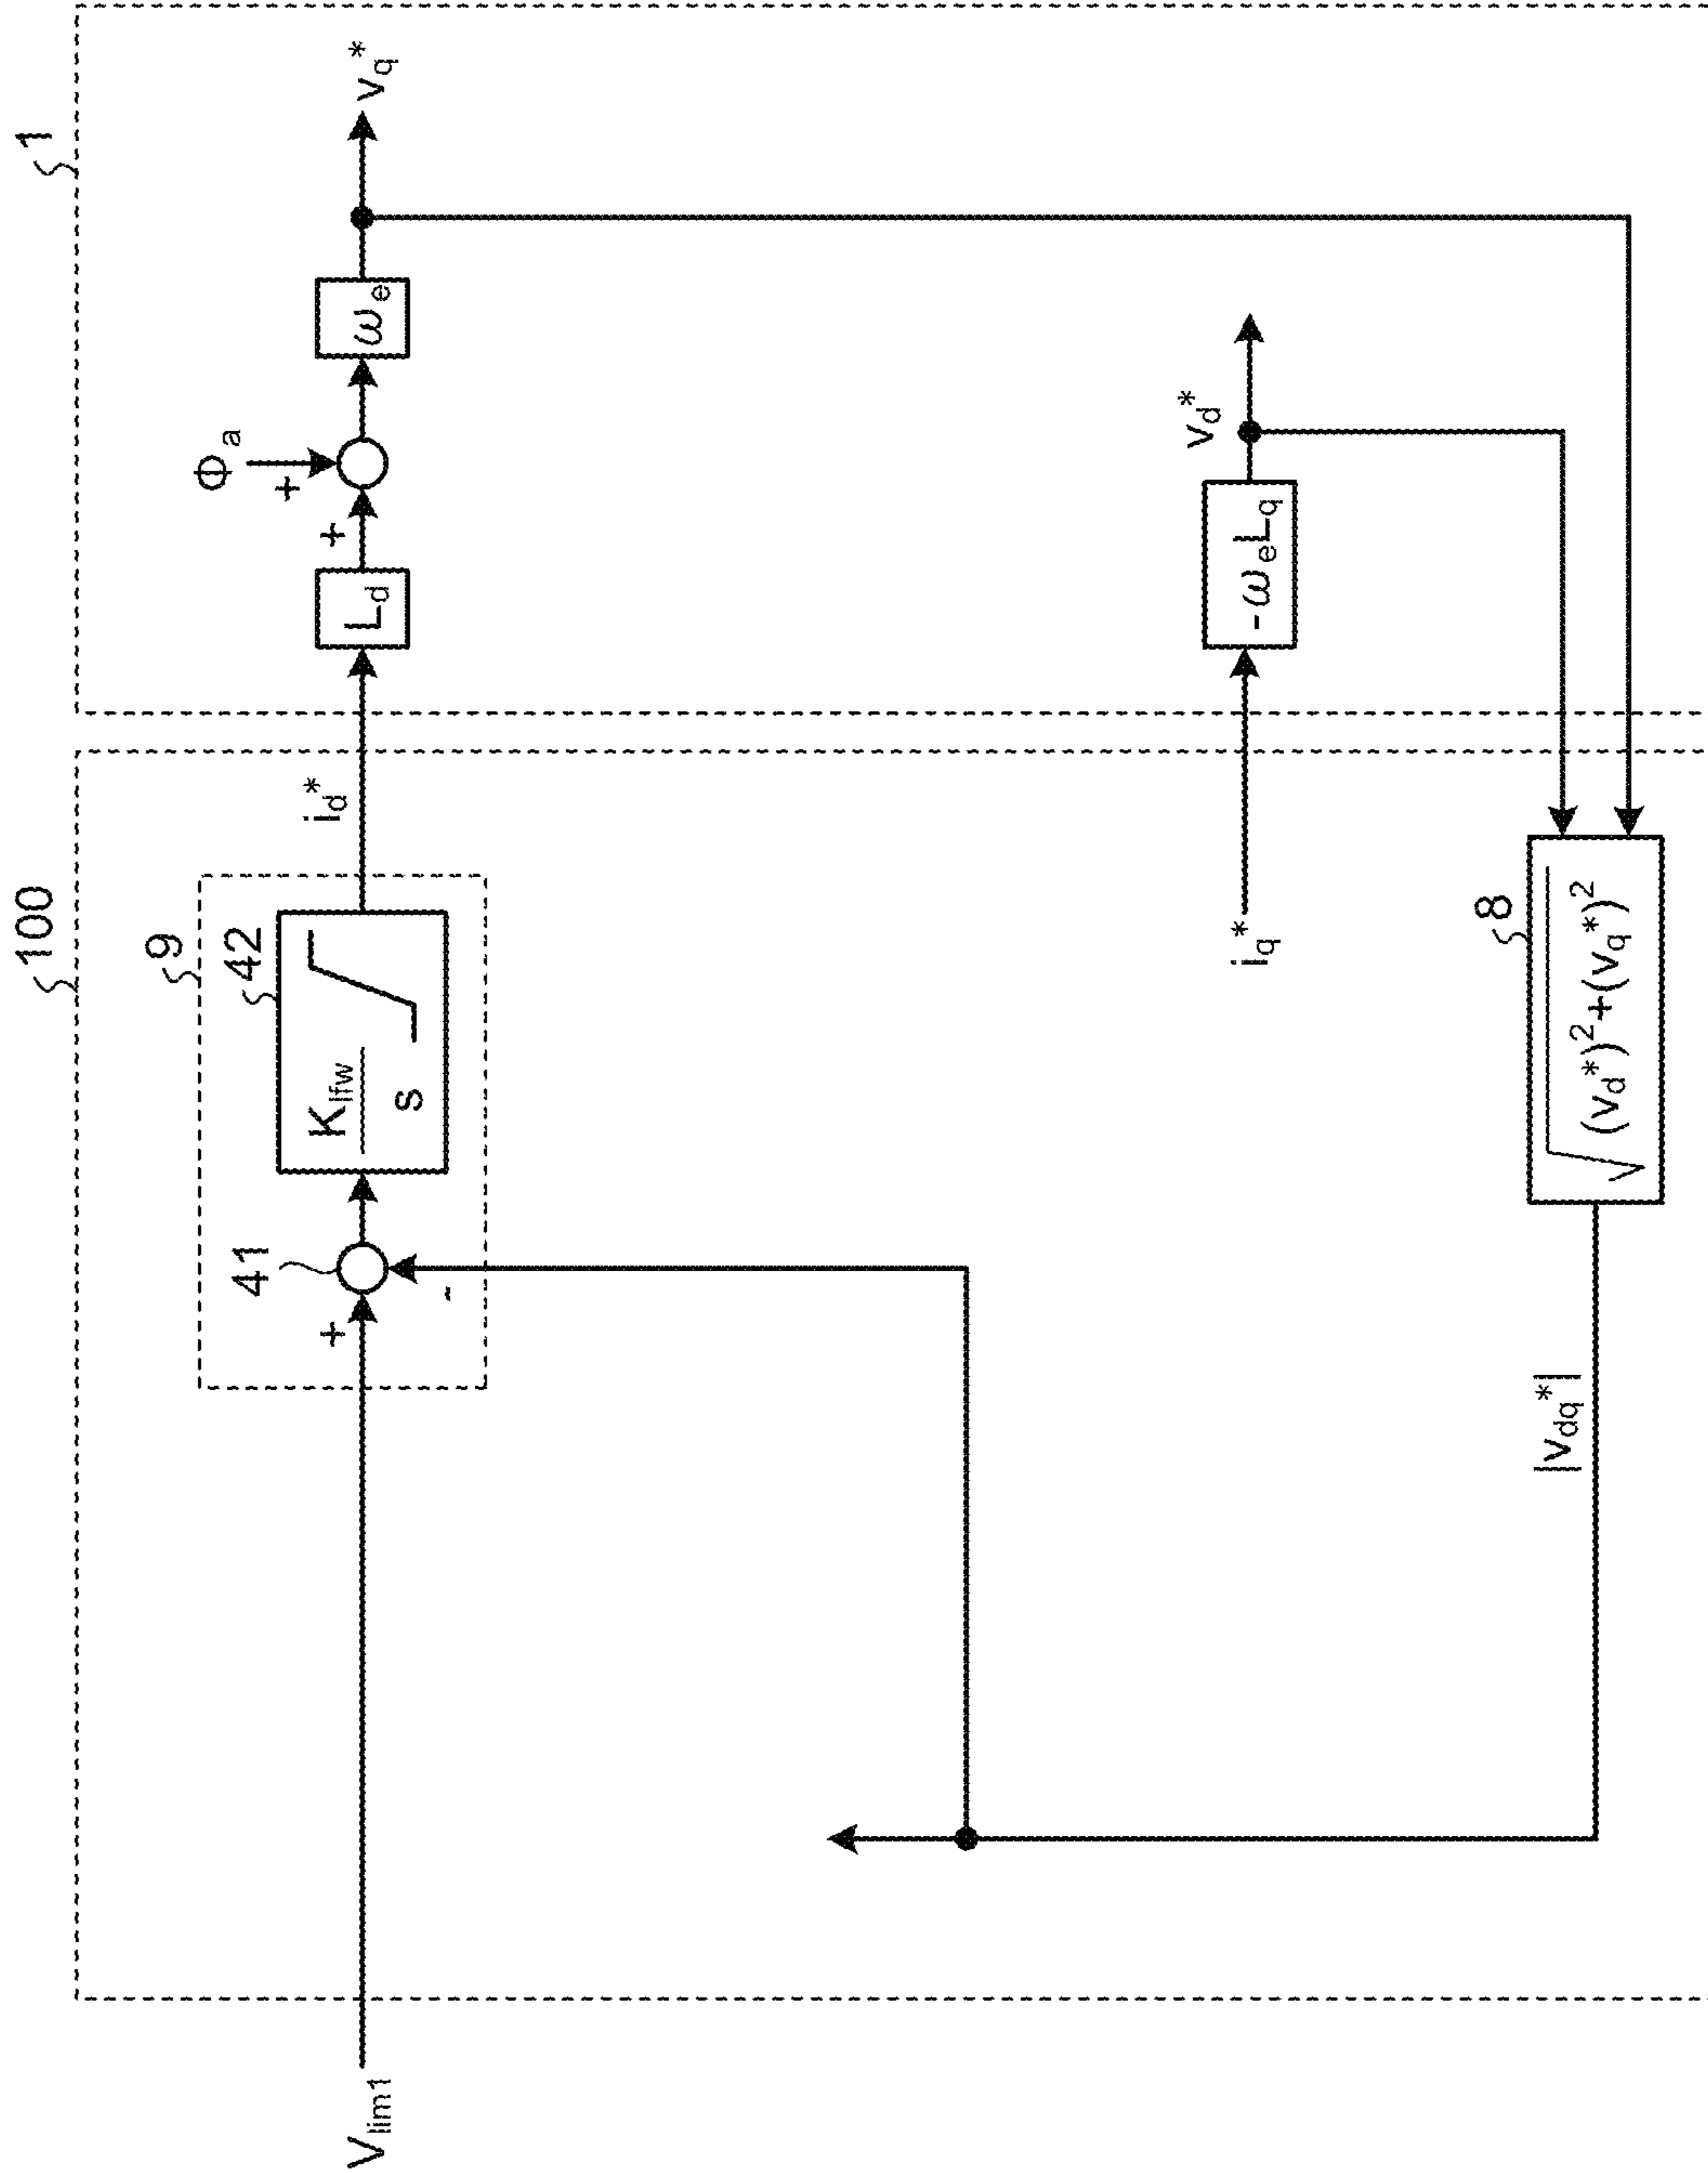 100
1
9
42
41
V_lim1
+
-
K_Ifw
s
i_d^*
L_d
+
Φ_a
+
ω_e
v_q^*
i_q^*
-ω_eL_q
v_d^*
8
√(v_d^*)^2+(v_q^*)^2
|v_dq^*|